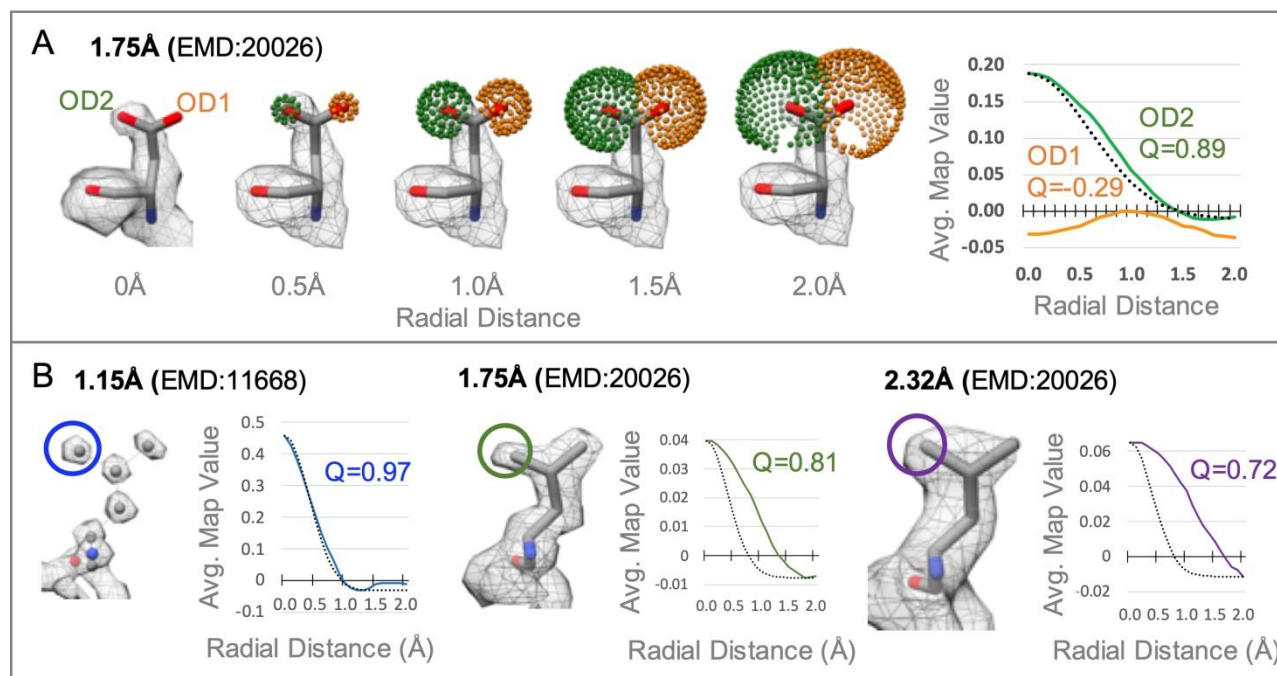 A 1.75Å (EMD:20026)
OD2 OD1
0Å 0.5Å 1.0Å 1.5Å 2.0Å
Radial Distance
Avg. Map Value
0.20
0.15
0.10
0.05
0.00
-0.05
OD2
Q=0.89
OD1
Q=-0.29
0.0 0.5 1.0 1.5 2.0
Radial Distance
B 1.15Å (EMD:11668)
Avg. Map Value
0.5
0.4
0.3
0.2
0.1
0
-0.1
Q=0.97
0.0 0.5 1.0 1.5 2.0
Radial Distance (Å)
1.75Å (EMD:20026)
Avg. Map Value
0.04
0.03
0.02
0.01
0
-0.01
Q=0.81
0.0 0.5 1.0 1.5 2.0
Radial Distance (Å)
2.32Å (EMD:20026)
Avg. Map Value
0.06
0.04
0.02
0
-0.02
Q=0.72
0.0 0.5 1.0 1.5 2.0
Radial Distance (Å)